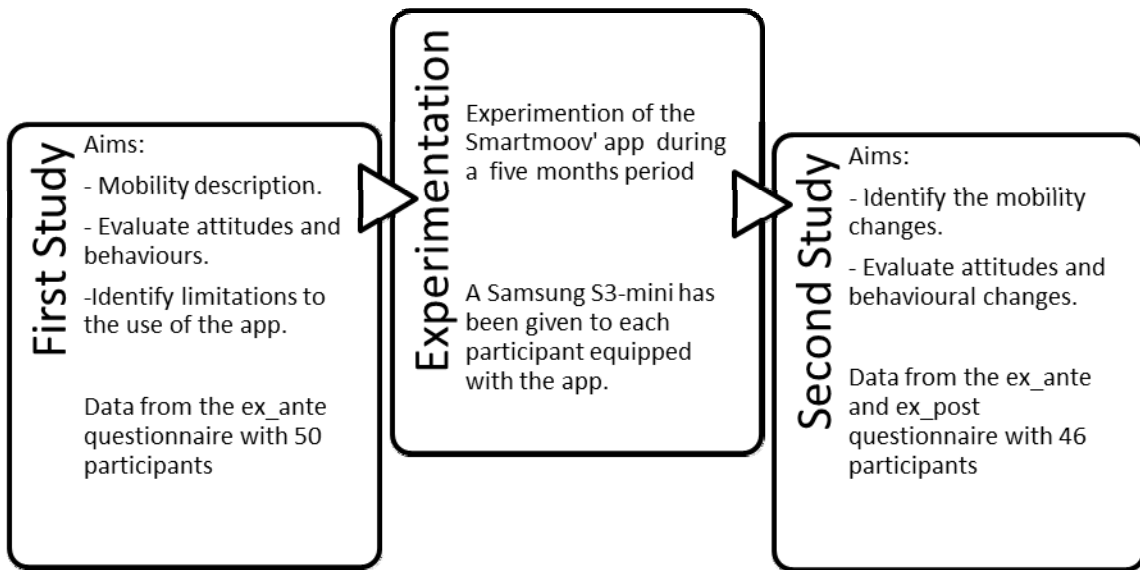 First Study
Aims:
- Mobility description.
- Evaluate attitudes and
behaviours.
-Identify limitations to
the use of the app.
Data from the ex_ante
questionnaire with 50
participants
Experimentation
Experimention of the
Smartmoov' app during
a five months period
A Samsung S3-mini has
been given to each
participant equipped
with the app.
Second Study
Aims:
- Identify the mobility
changes.
- Evaluate attitudes and
behavioural changes.
Data from the ex_ante
and ex_post
questionnaire with 46
participants